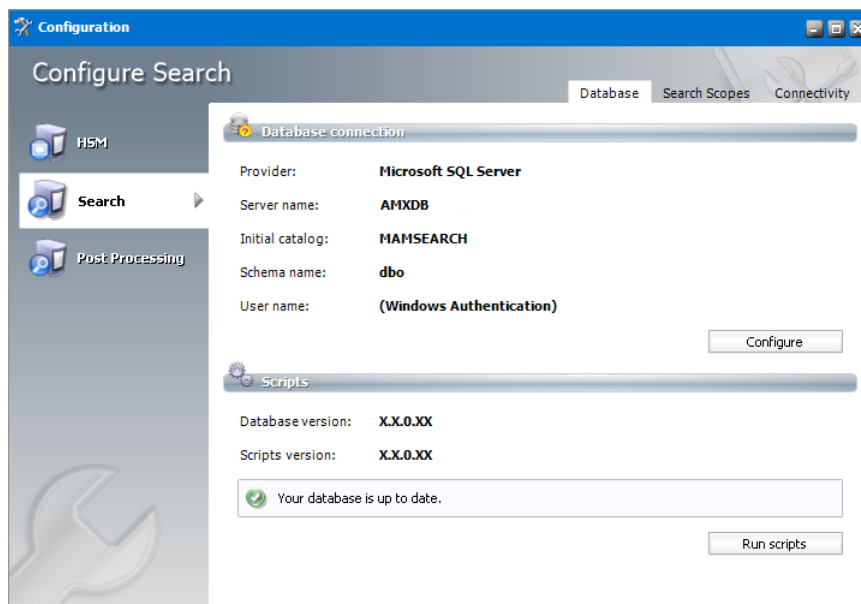 Configuration
Configure Search
Database Search Scopes Connectivity
HSM
Search
Post Processing
Database connection
Provider: Microsoft SQL Server
Server name: AMXDB
Initial catalog: MAMSEARCH
Schema name: dbo
User name: (Windows Authentication)
Configure
Scripts
Database version: X.X.0.XX
Scripts version: X.X.0.XX
Your database is up to date.
Run scripts